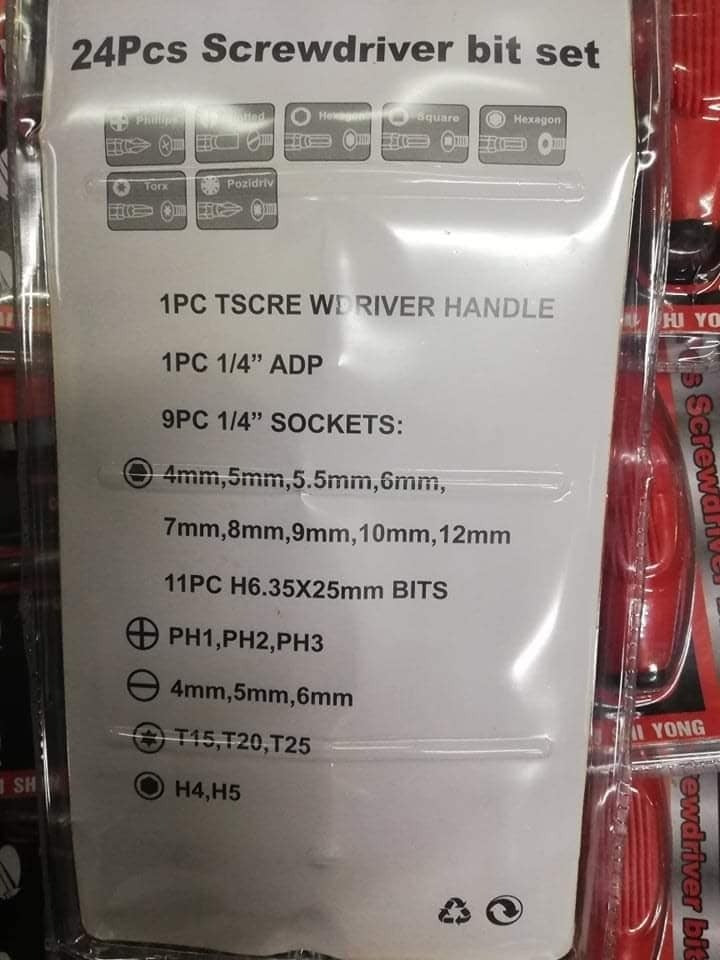 24Pcs Screwdriver bit set
Phillips
Hexagon
Square
Hexagon
Torx
Pozidriv
1PC TSCRE WDRIVER HANDLE
1PC 1/4” ADP
9PC 1/4” SOCKETS:
4mm,5mm,5.5mm,6mm,
7mm,8mm,9mm,10mm,12mm
11PC H6.35X25mm BITS
PH1,PH2,PH3
4mm,5mm,6mm
T15,T20,T25
H4,H5
HU YO
s Screwdriver
YONG
SH
ewdriver bit